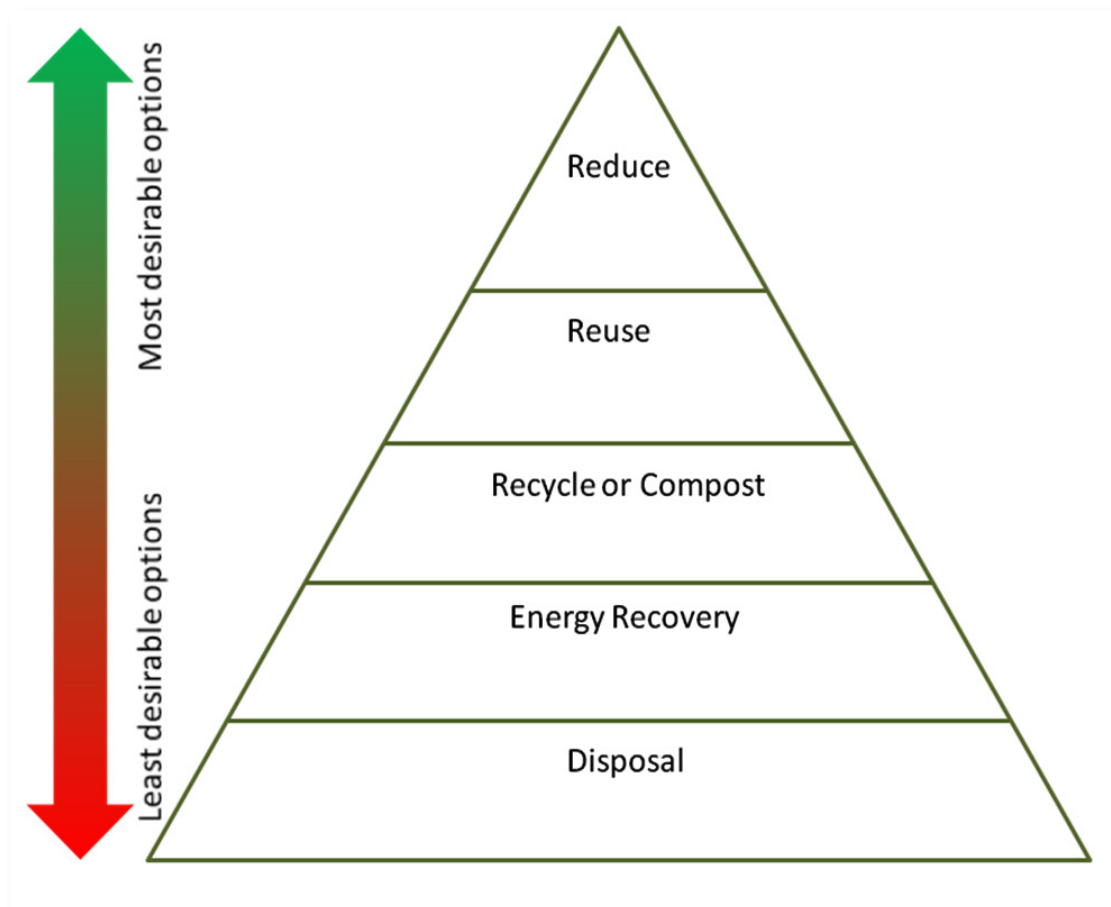 Most desirable options
Least desirable options
Reduce
Reuse
Recycle or Compost
Energy Recovery
Disposal